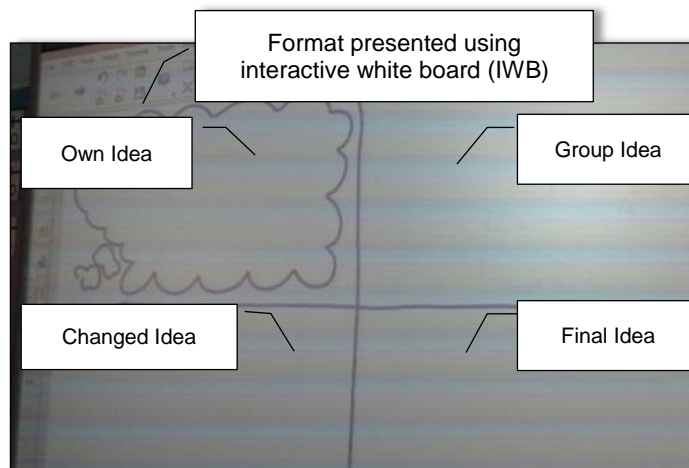 Format presented using
interactive white board (IWB)
Own Idea
Group Idea
Changed Idea
Final Idea